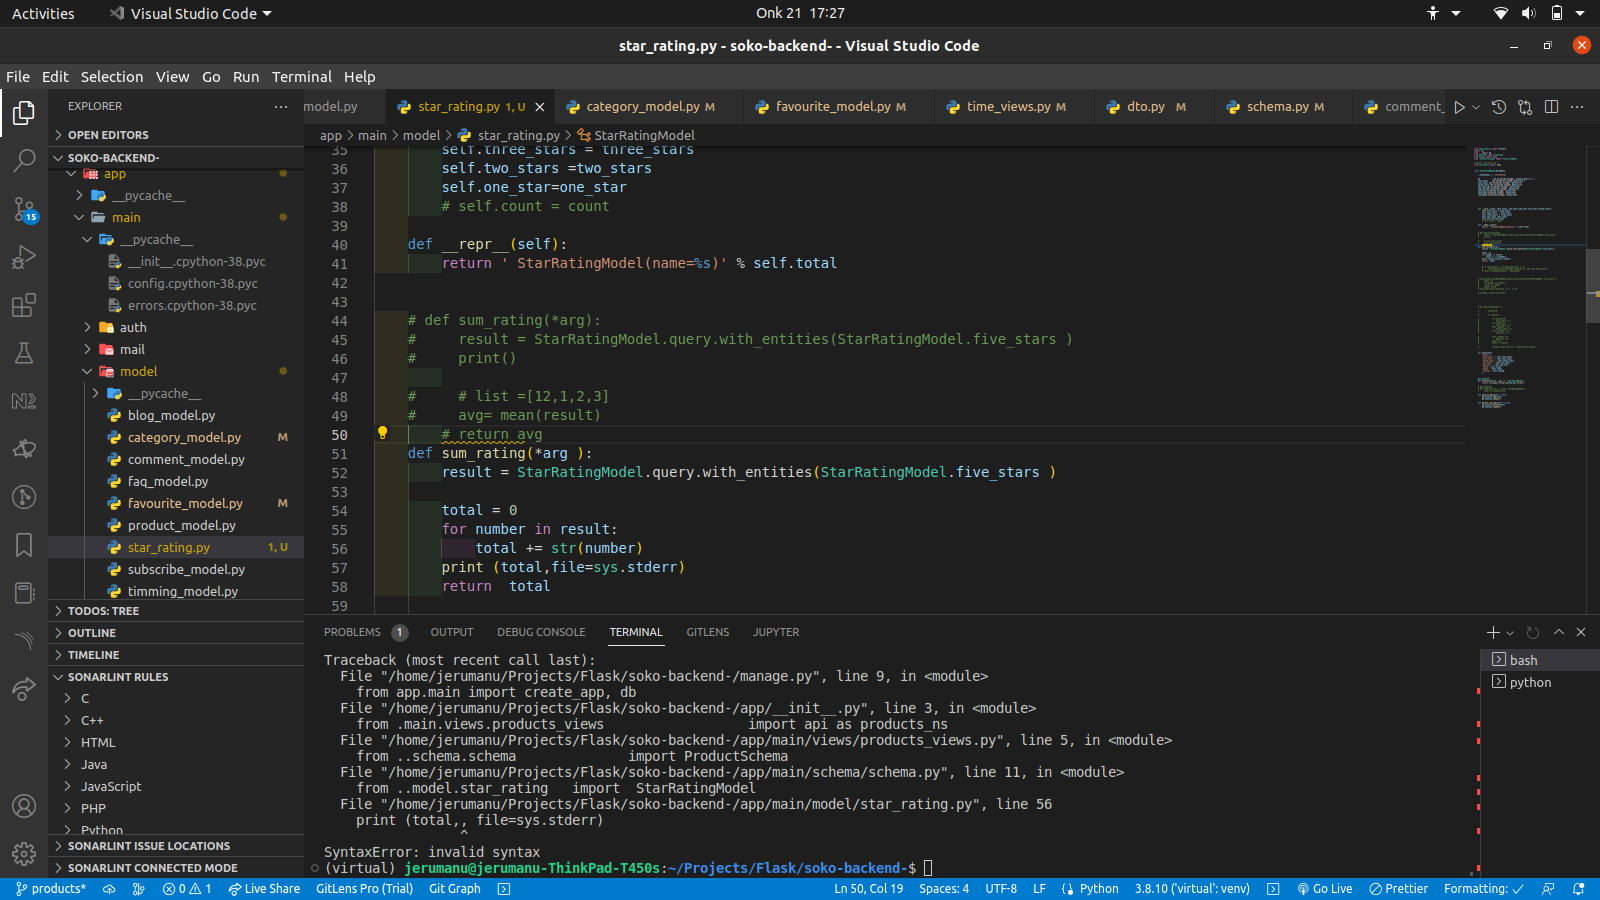 Activities
Visual Studio Code
Onk 21 17:27
star_rating.py - soko-backend- - Visual Studio Code
File Edit Selection View Go Run Terminal Help
EXPLORER
OPEN EDITORS
SOKO-BACKEND-
app
__pycache__
main
__pycache__
__init__.cpython-38.pyc
config.cpython-38.pyc
errors.cpython-38.pyc
auth
mail
model
__pycache__
blog_model.py
category_model.py M
comment_model.py
faq_model.py
favourite_model.py M
product_model.py
star_rating.py 1, U
subscribe_model.py
timming_model.py
TODOS: TREE
OUTLINE
TIMELINE
SONARLINT RULES
C
C++
HTML
Java
JavaScript
PHP
Python
SONARLINT ISSUE LOCATIONS
SONARLINT CONNECTED MODE
15
model.py
star_rating.py 1, U
category_model.py M
favourite_model.py M
time_views.py M
dto.py M
schema.py M
comment_
app > main > model > star_rating.py > StarRatingModel
35 self.three_stars = three_stars
36 self.two_stars =two_stars
37 self.one_star=one_star
38 # self.count = count
39
40 def __repr__(self):
41 return ' StarRatingModel(name=%s)' % self.total
42
43
44 # def sum_rating(*arg):
45 # result = StarRatingModel.query.with_entities(StarRatingModel.five_stars )
46 # print()
47
48 # # list =[12,1,2,3]
49 # avg= mean(result)
50 # return avg
51 def sum_rating(*arg ):
52 result = StarRatingModel.query.with_entities(StarRatingModel.five_stars )
53
54 total = 0
55 for number in result:
56 total += str(number)
57 print (total,file=sys.stderr)
58 return total
59
PROBLEMS 1 OUTPUT DEBUG CONSOLE TERMINAL GITLENS JUPYTER
Traceback (most recent call last):
File "/home/jerumanu/Projects/Flask/soko-backend-/manage.py", line 9, in <module>
from app.main import create_app, db
File "/home/jerumanu/Projects/Flask/soko-backend-/app/__init__.py", line 3, in <module>
from .main.views.products_views import api as products_ns
File "/home/jerumanu/Projects/Flask/soko-backend-/app/main/views/products_views.py", line 5, in <module>
from ..schema.schema import ProductSchema
File "/home/jerumanu/Projects/Flask/soko-backend-/app/main/schema/schema.py", line 11, in <module>
from ..model.star_rating import StarRatingModel
File "/home/jerumanu/Projects/Flask/soko-backend-/app/main/model/star_rating.py", line 56
print (total,, file=sys.stderr)
^
SyntaxError: invalid syntax
(virtual) jerumanu@jerumanu-ThinkPad-T450s:~/Projects/Flask/soko-backend-$
bash
python
products* 0 1 Live Share GitLens Pro (Trial) Git Graph
Ln 50, Col 19 Spaces: 4 UTF-8 LF Python 3.8.10 ('virtual': venv) Go Live Prettier Formatting: